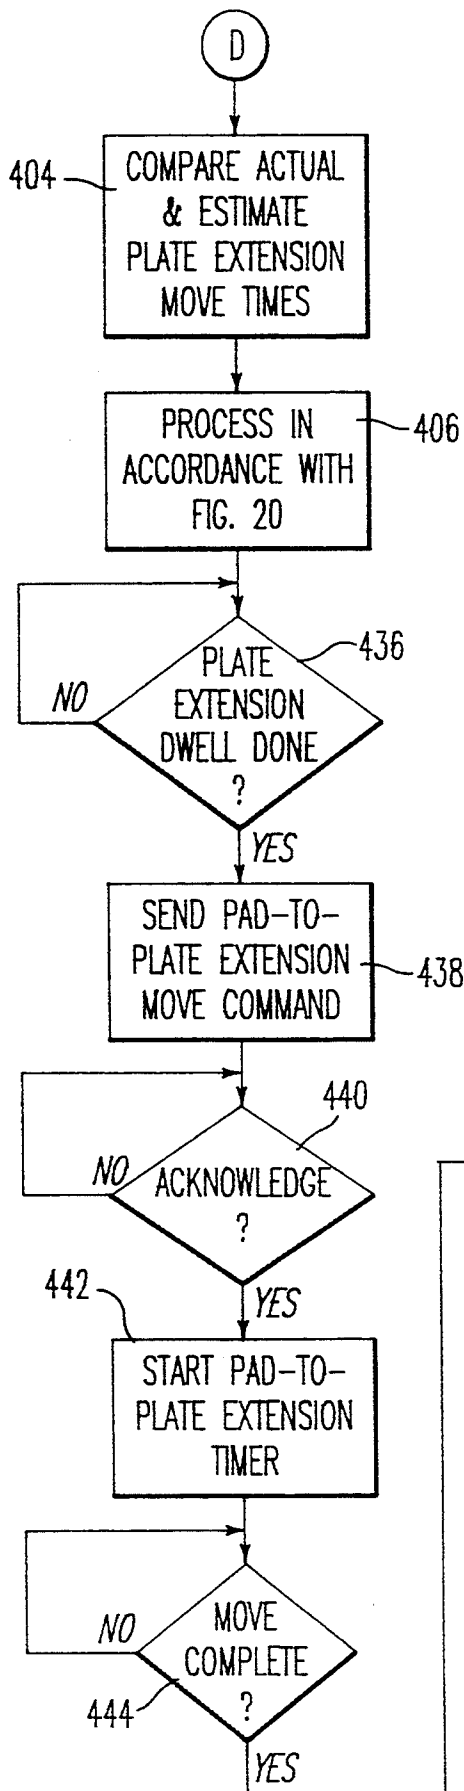 D
404
COMPARE ACTUAL
& ESTIMATE
PLATE EXTENSION
MOVE TIMES
PROCESS IN
ACCORDANCE WITH
FIG. 20
406
436
PLATE
EXTENSION
DWELL DONE
?
NO
YES
SEND PAD-TO-
PLATE EXTENSION
MOVE COMMAND
438
440
NO
ACKNOWLEDGE
?
442
YES
START PAD-TO-
PLATE EXTENSION
TIMER
NO
MOVE
COMPLETE
?
444
YES